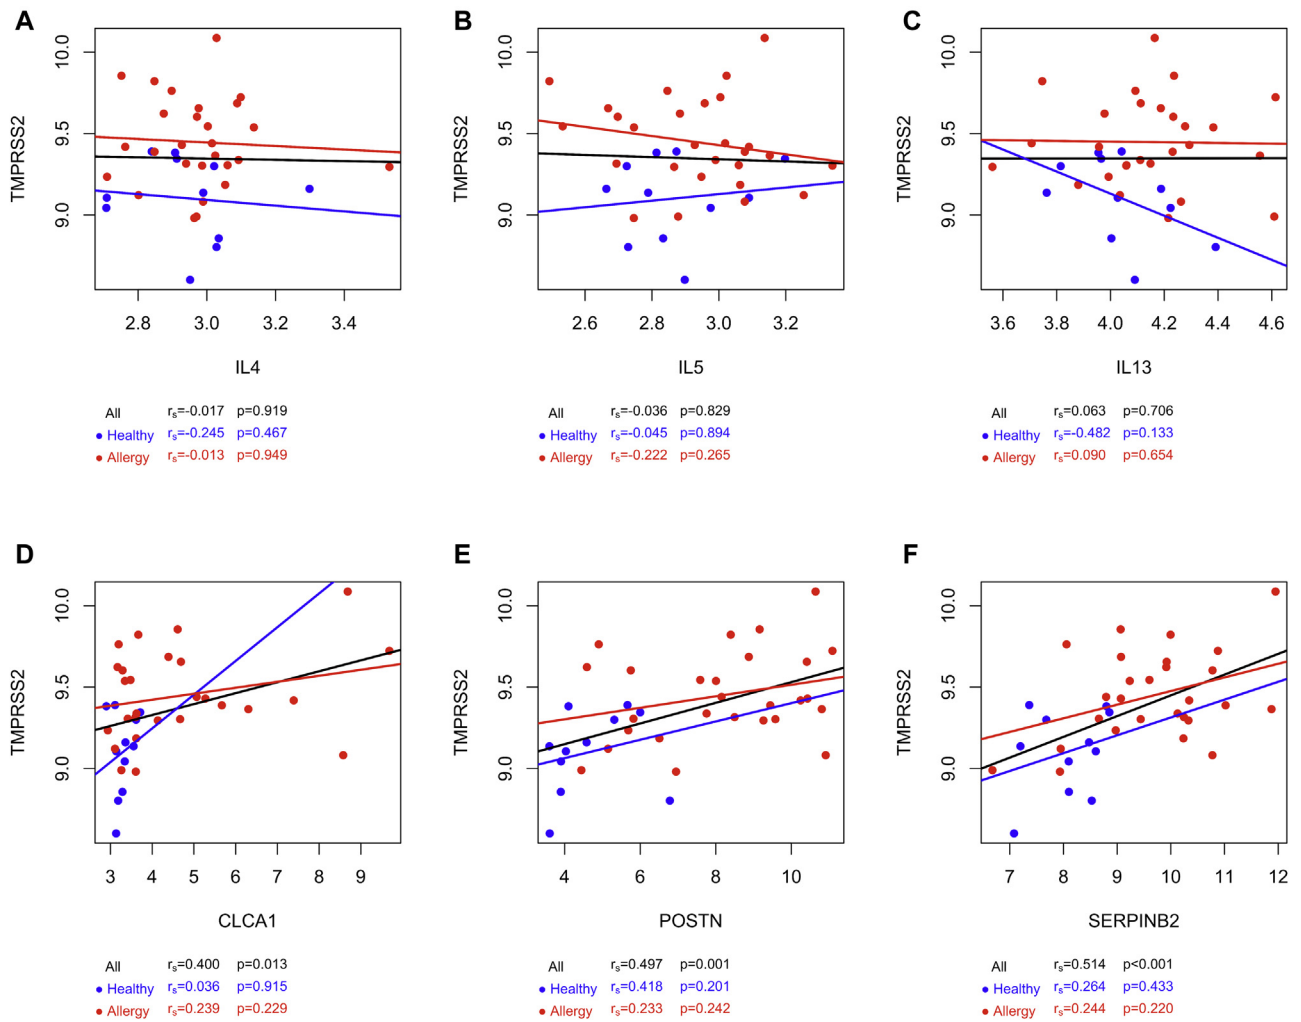 A
TMPRSS2
10.0
9.5
9.0
2.8 3.0 3.2 3.4
IL4
All rs=-0.017 p=0.919
Healthy rs=-0.245 p=0.467
Allergy rs=-0.013 p=0.949
B
TMPRSS2
10.0
9.5
9.0
2.6 2.8 3.0 3.2
IL5
All rs=-0.036 p=0.829
Healthy rs=-0.045 p=0.894
Allergy rs=-0.222 p=0.265
C
TMPRSS2
10.0
9.5
9.0
3.6 3.8 4.0 4.2 4.4 4.6
IL13
All rs=0.063 p=0.706
Healthy rs=-0.482 p=0.133
Allergy rs=0.090 p=0.654
D
TMPRSS2
10.0
9.5
9.0
3 4 5 6 7 8 9
CLCA1
All rs=0.400 p=0.013
Healthy rs=0.036 p=0.915
Allergy rs=0.239 p=0.229
E
TMPRSS2
10.0
9.5
9.0
4 6 8 10
POSTN
All rs=0.497 p=0.001
Healthy rs=0.418 p=0.201
Allergy rs=0.233 p=0.242
F
TMPRSS2
10.0
9.5
9.0
7 8 9 10 11 12
SERPINB2
All rs=0.514 p<0.001
Healthy rs=0.264 p=0.433
Allergy rs=0.244 p=0.220